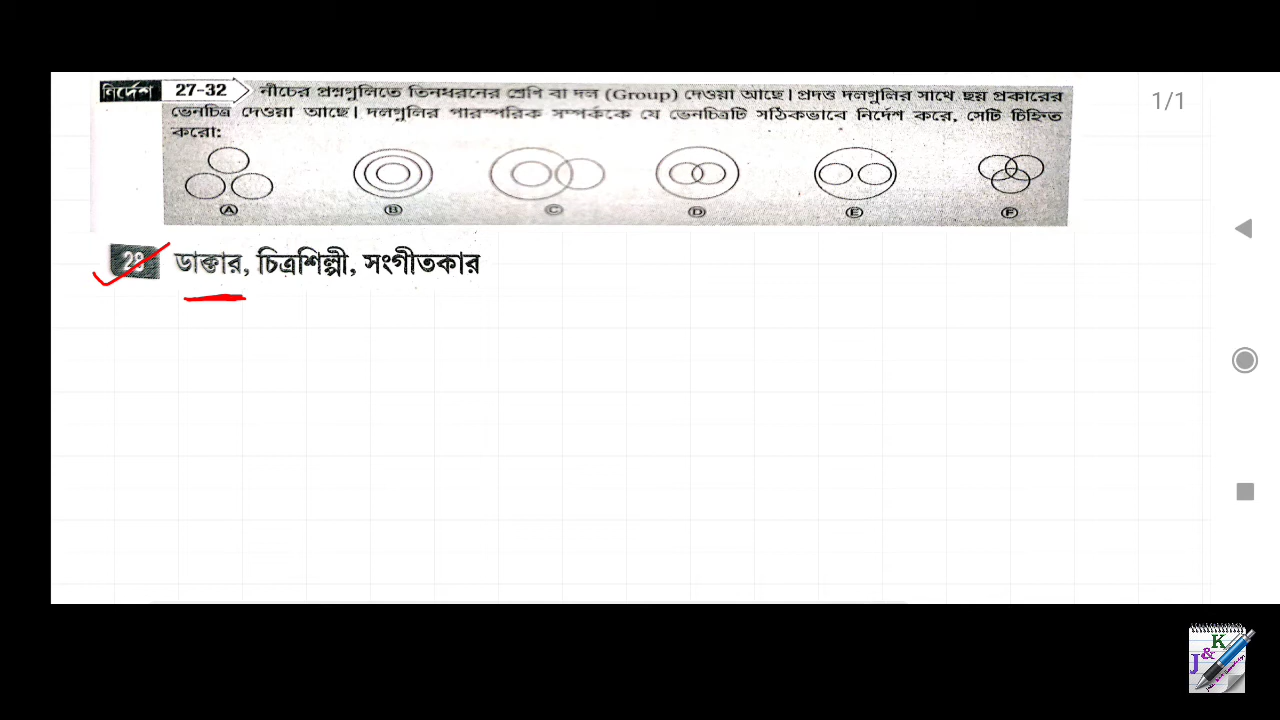 নির্দেশ 27-32 নীচের প্রশ্নগুলিতে তিনধরনের শ্রেণি বা দল (Group) দেওয়া আছে। প্রদত্ত দলগুলির সাথে ছয় প্রকারের
ভেনচিত্র দেওয়া আছে। দলগুলির পারস্পরিক সম্পর্ককে যে ভেনচিত্রটি সঠিকভাবে নির্দেশ করে, সেটি চিহ্নিত
করো:
A B C D E F
1/1
28 ডাক্তার, চিত্রশিল্পী, সংগীতকার
J&K